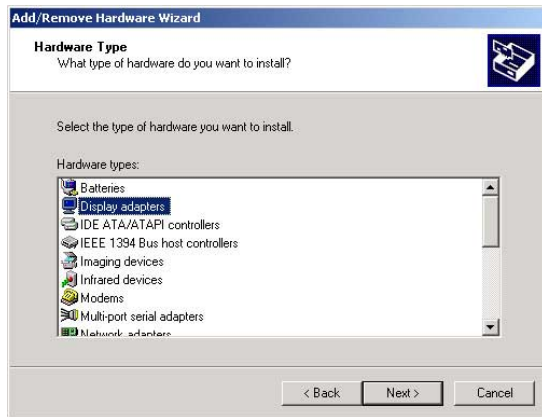 Add/Remove Hardware Wizard
Hardware Type
What type of hardware do you want to install?
Select the type of hardware you want to install.
Hardware types:
Batteries
Display adapters
IDE ATA/ATAPI controllers
IEEE 1394 Bus host controllers
Imaging devices
Infrared devices
Modems
Multi-port serial adapters
Network adapters
< Back
Next >
Cancel